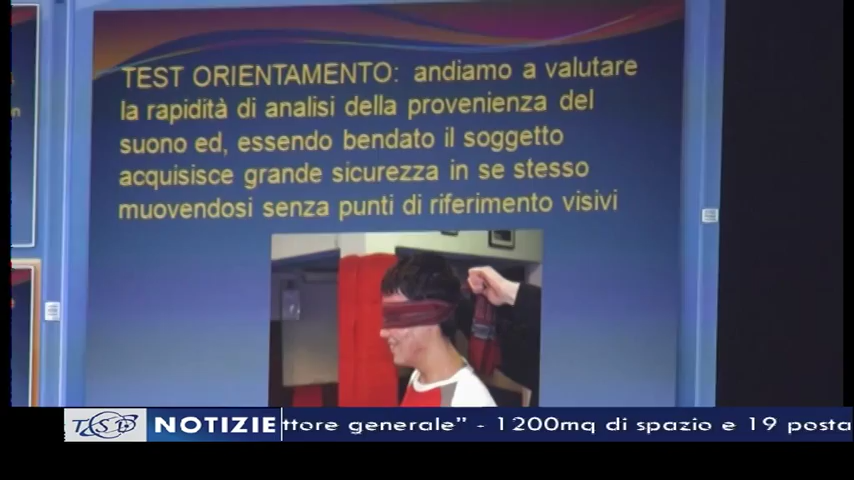 TEST ORIENTAMENTO: andiamo a valutare
la rapidità di analisi della provenienza del
suono ed, essendo bendato il soggetto
acquisisce grande sicurezza in se stesso
muovendosi senza punti di riferimento visivi
NOTIZIE ttore generale” - 1200mq di spazio e 19 posta